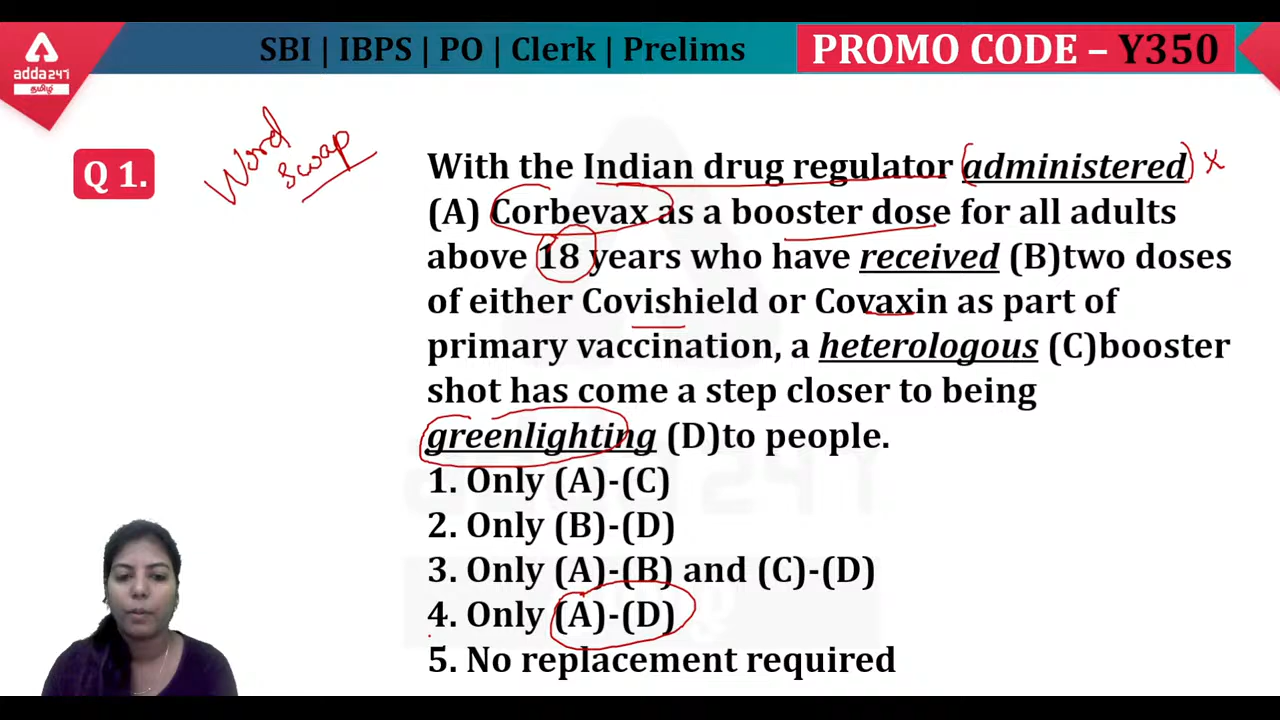 SBI | IBPS | PO | Clerk | Prelims
PROMO CODE – Y350
adda247
தமிழ்
Word
Swap
Q 1.
With the Indian drug regulator (administered) x
(A) Corbevax as a booster dose for all adults
above 18 years who have received (B)two doses
of either Covishield or Covaxin as part of
primary vaccination, a heterologous (C)booster
shot has come a step closer to being
greenlighting (D)to people.
1. Only (A)-(C)
2. Only (B)-(D)
3. Only (A)-(B) and (C)-(D)
4. Only (A)-(D)
5. No replacement required